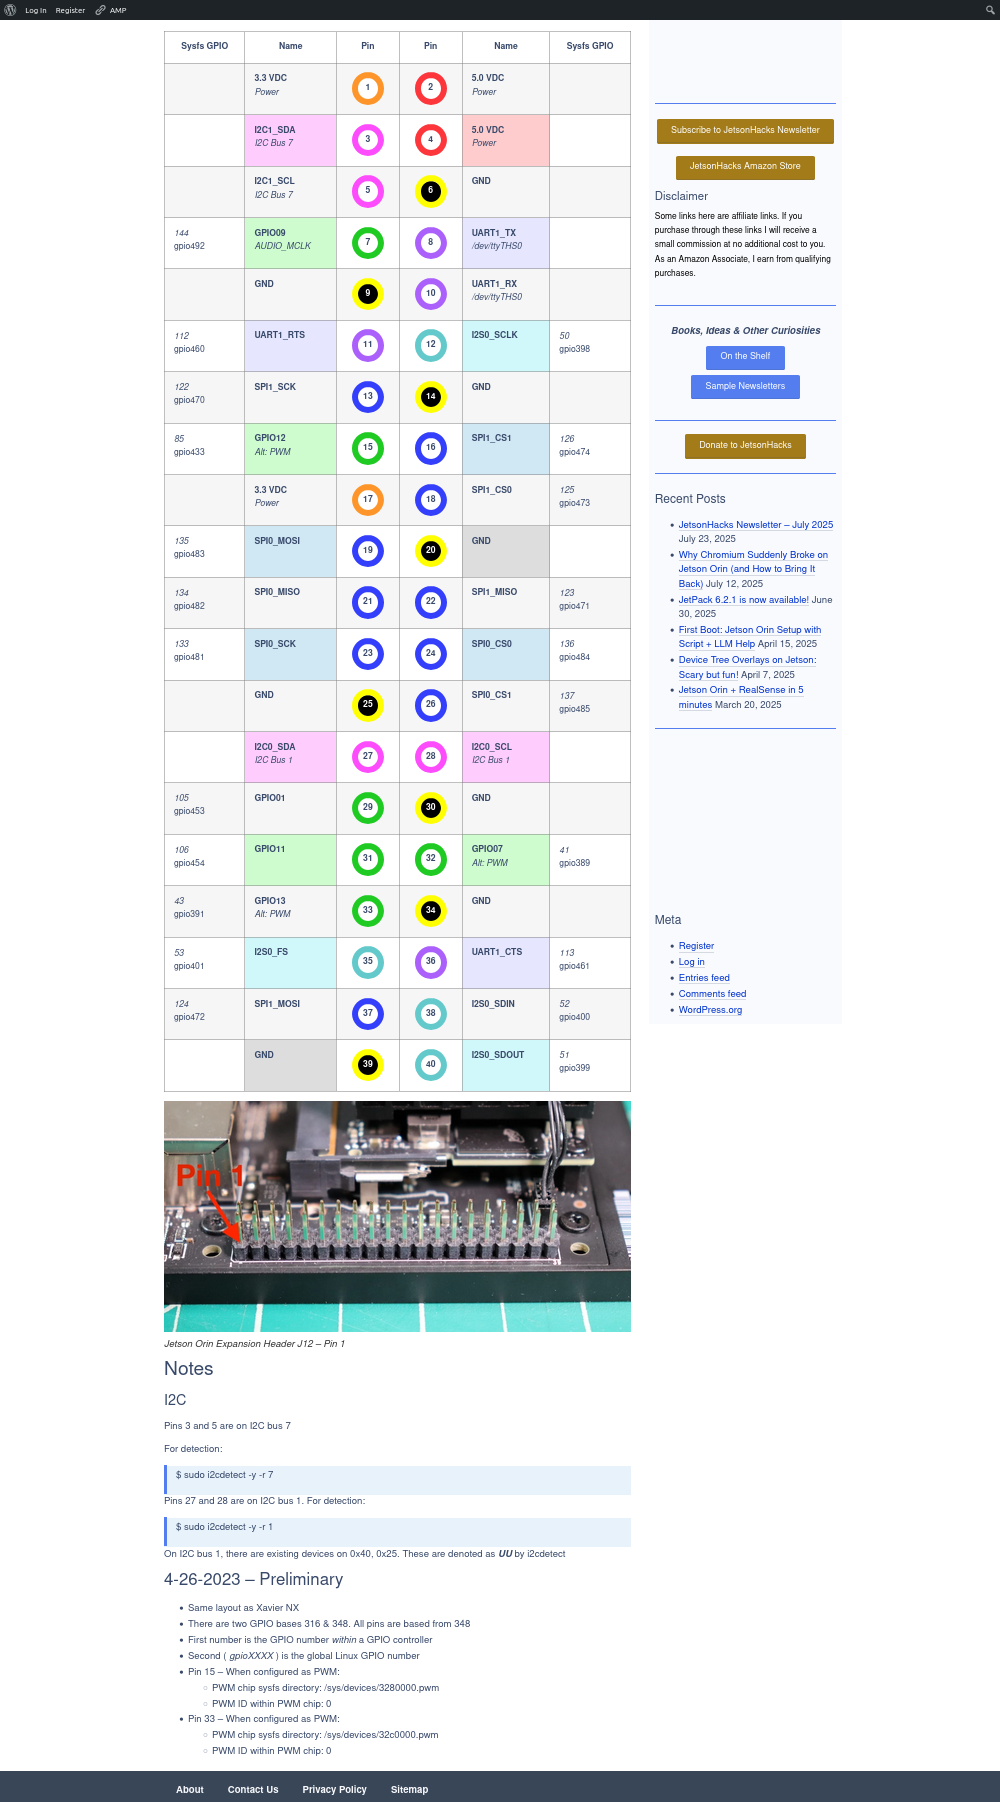 Log In Register AMP
Sysfs GPIO Name Pin Pin Name Sysfs GPIO
3.3 VDC 1 2 5.0 VDC
Power Power
I2C1_SDA 3 4 5.0 VDC
I2C Bus 7 Power
I2C1_SCL 5 6 GND
I2C Bus 7
144 GPIO09 7 8 UART1_TX
gpio492 AUDIO_MCLK /dev/ttyTHS0
GND 9 10 UART1_RX
/dev/ttyTHS0
112 UART1_RTS 11 12 I2S0_SCLK 50
gpio460 gpio398
122 SPI1_SCK 13 14 GND
gpio470
85 GPIO12 15 16 SPI1_CS1 126
gpio433 Alt: PWM gpio474
3.3 VDC 17 18 SPI1_CS0 125
Power gpio473
135 SPI0_MOSI 19 20 GND
gpio483
134 SPI0_MISO 21 22 SPI1_MISO 123
gpio482 gpio471
133 SPI0_SCK 23 24 SPI0_CS0 136
gpio481 gpio484
GND 25 26 SPI0_CS1 137
gpio485
I2C0_SDA 27 28 I2C0_SCL
I2C Bus 1 I2C Bus 1
105 GPIO01 29 30 GND
gpio453
106 GPIO11 31 32 GPIO07 41
gpio454 Alt: PWM gpio389
43 GPIO13 33 34 GND
gpio391 Alt: PWM
53 I2S0_FS 35 36 UART1_CTS 113
gpio401 gpio461
124 SPI1_MOSI 37 38 I2S0_SDIN 52
gpio472 gpio400
GND 39 40 I2S0_SDOUT 51
gpio399
Pin 1
Jetson Orin Expansion Header J12 – Pin 1
Notes
I2C
Pins 3 and 5 are on I2C bus 7
For detection:
$ sudo i2cdetect -y -r 7
Pins 27 and 28 are on I2C bus 1. For detection:
$ sudo i2cdetect -y -r 1
On I2C bus 1, there are existing devices on 0x40, 0x25. These are denoted as UU by i2cdetect
4-26-2023 – Preliminary
• Same layout as Xavier NX
• There are two GPIO bases 316 & 348. All pins are based from 348
• First number is the GPIO number within a GPIO controller
• Second ( gpioXXXX ) is the global Linux GPIO number
• Pin 15 – When configured as PWM:
○ PWM chip sysfs directory: /sys/devices/3280000.pwm
○ PWM ID within PWM chip: 0
• Pin 33 – When configured as PWM:
○ PWM chip sysfs directory: /sys/devices/32c0000.pwm
○ PWM ID within PWM chip: 0
Subscribe to JetsonHacks Newsletter
JetsonHacks Amazon Store
Disclaimer
Some links here are affiliate links. If you
purchase through these links I will receive a
small commission at no additional cost to you.
As an Amazon Associate, I earn from qualifying
purchases.
Books, Ideas & Other Curiosities
On the Shelf
Sample Newsletters
Donate to JetsonHacks
Recent Posts
• JetsonHacks Newsletter – July 2025
July 23, 2025
• Why Chromium Suddenly Broke on
Jetson Orin (and How to Bring It
Back) July 12, 2025
• JetPack 6.2.1 is now available! June
30, 2025
• First Boot: Jetson Orin Setup with
Script + LLM Help April 15, 2025
• Device Tree Overlays on Jetson:
Scary but fun! April 7, 2025
• Jetson Orin + RealSense in 5
minutes March 20, 2025
Meta
• Register
• Log in
• Entries feed
• Comments feed
• WordPress.org
About Contact Us Privacy Policy Sitemap